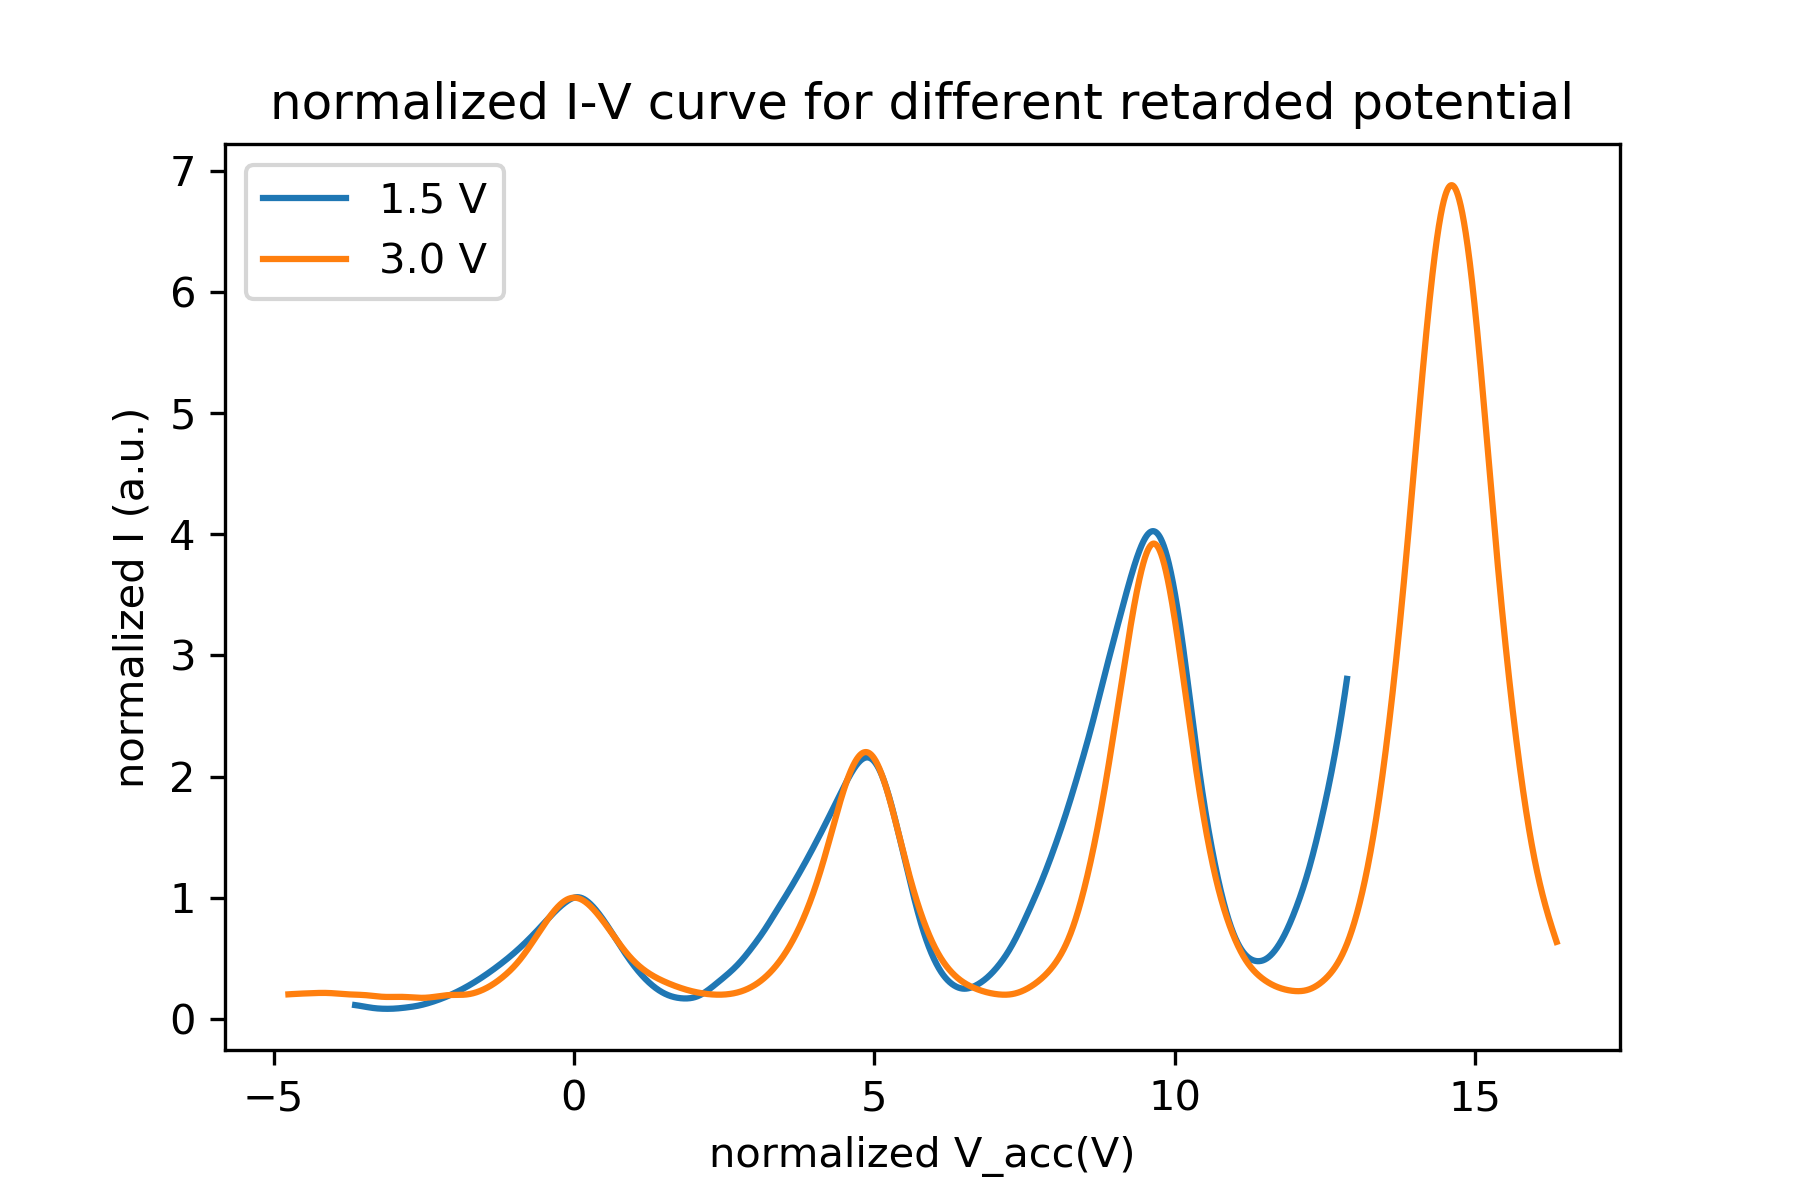 normalized I-V curve for different retarded potential
1.5 V
3.0 V
7
6
5
4
3
2
1
0
normalized I (a.u.)
−5 0 5 10 15
normalized V_acc(V)